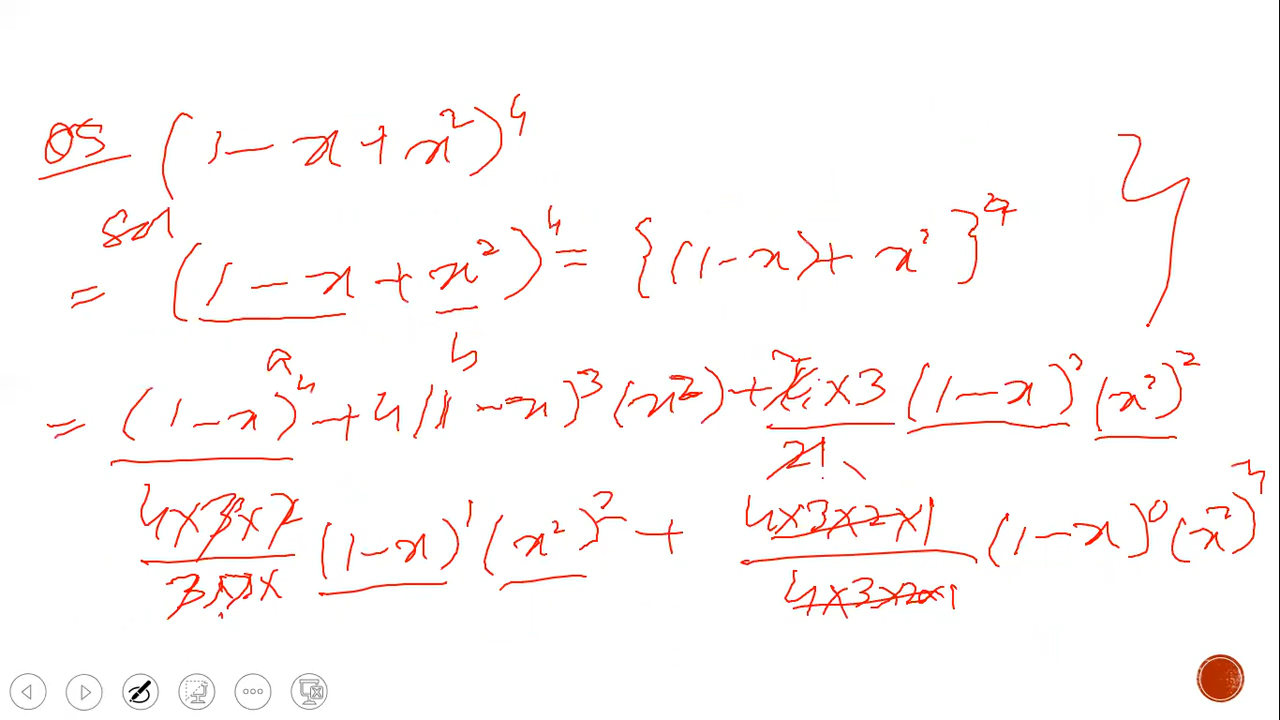 Q5 (1 - x + x²)⁴
Sol
= (1 - x + x²)⁴ = {(1 - x) + x²}⁴
a b
= (1 - x)⁴ + 4(1 - x)³(x²) + 4×3/2! (1 - x)²(x²)²
4×3×2/3×2× (1 - x)¹(x²)³ + 4×3×2×1/4×3×2×1 (1 - x)⁰(x²)⁴